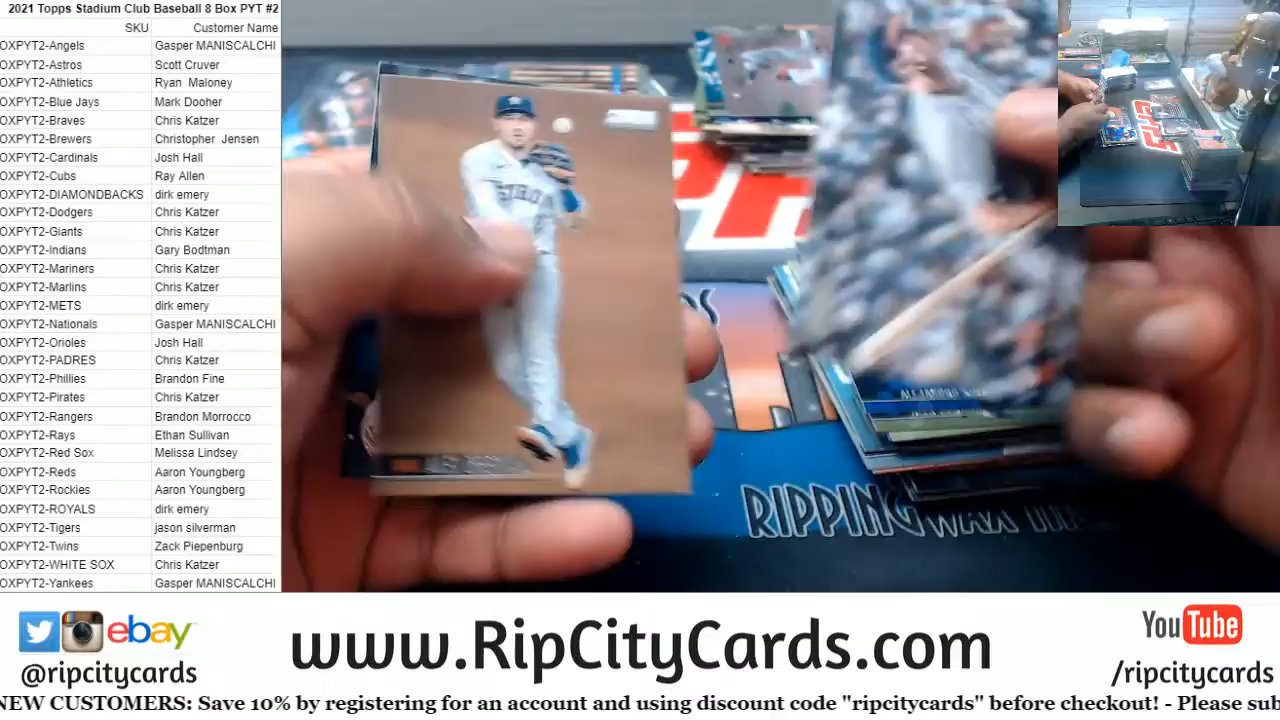 2021 Topps Stadium Club Baseball 8 Box PYT #2
SKU Customer Name
OXPYT2-Angels Gasper MANISCALCHI
OXPYT2-Astros Scott Cruver
OXPYT2-Athletics Ryan Maloney
OXPYT2-Blue Jays Mark Dooher
OXPYT2-Braves Chris Katzer
OXPYT2-Brewers Christopher Jensen
OXPYT2-Cardinals Josh Hall
OXPYT2-Cubs Ray Allen
OXPYT2-DIAMONDBACKS dirk emery
OXPYT2-Dodgers Chris Katzer
OXPYT2-Giants Chris Katzer
OXPYT2-Indians Gary Bodtman
OXPYT2-Mariners Chris Katzer
OXPYT2-Marlins Chris Katzer
OXPYT2-METS dirk emery
OXPYT2-Nationals Gasper MANISCALCHI
OXPYT2-Orioles Josh Hall
OXPYT2-PADRES Chris Katzer
OXPYT2-Phillies Brandon Fine
OXPYT2-Pirates Chris Katzer
OXPYT2-Rangers Brandon Morrocco
OXPYT2-Rays Ethan Sullivan
OXPYT2-Red Sox Melissa Lindsey
OXPYT2-Reds Aaron Youngberg
OXPYT2-Rockies Aaron Youngberg
OXPYT2-ROYALS dirk emery
OXPYT2-Tigers jason silverman
OXPYT2-Twins Zack Piepenburg
OXPYT2-WHITE SOX Chris Katzer
OXPYT2-Yankees Gasper MANISCALCHI
RIPPING WAX
ebay
@ripcitycards
www.RipCityCards.com
YouTube
/ripcitycards
NEW CUSTOMERS: Save 10% by registering for an account and using discount code "ripcitycards" before checkout! - Please sub